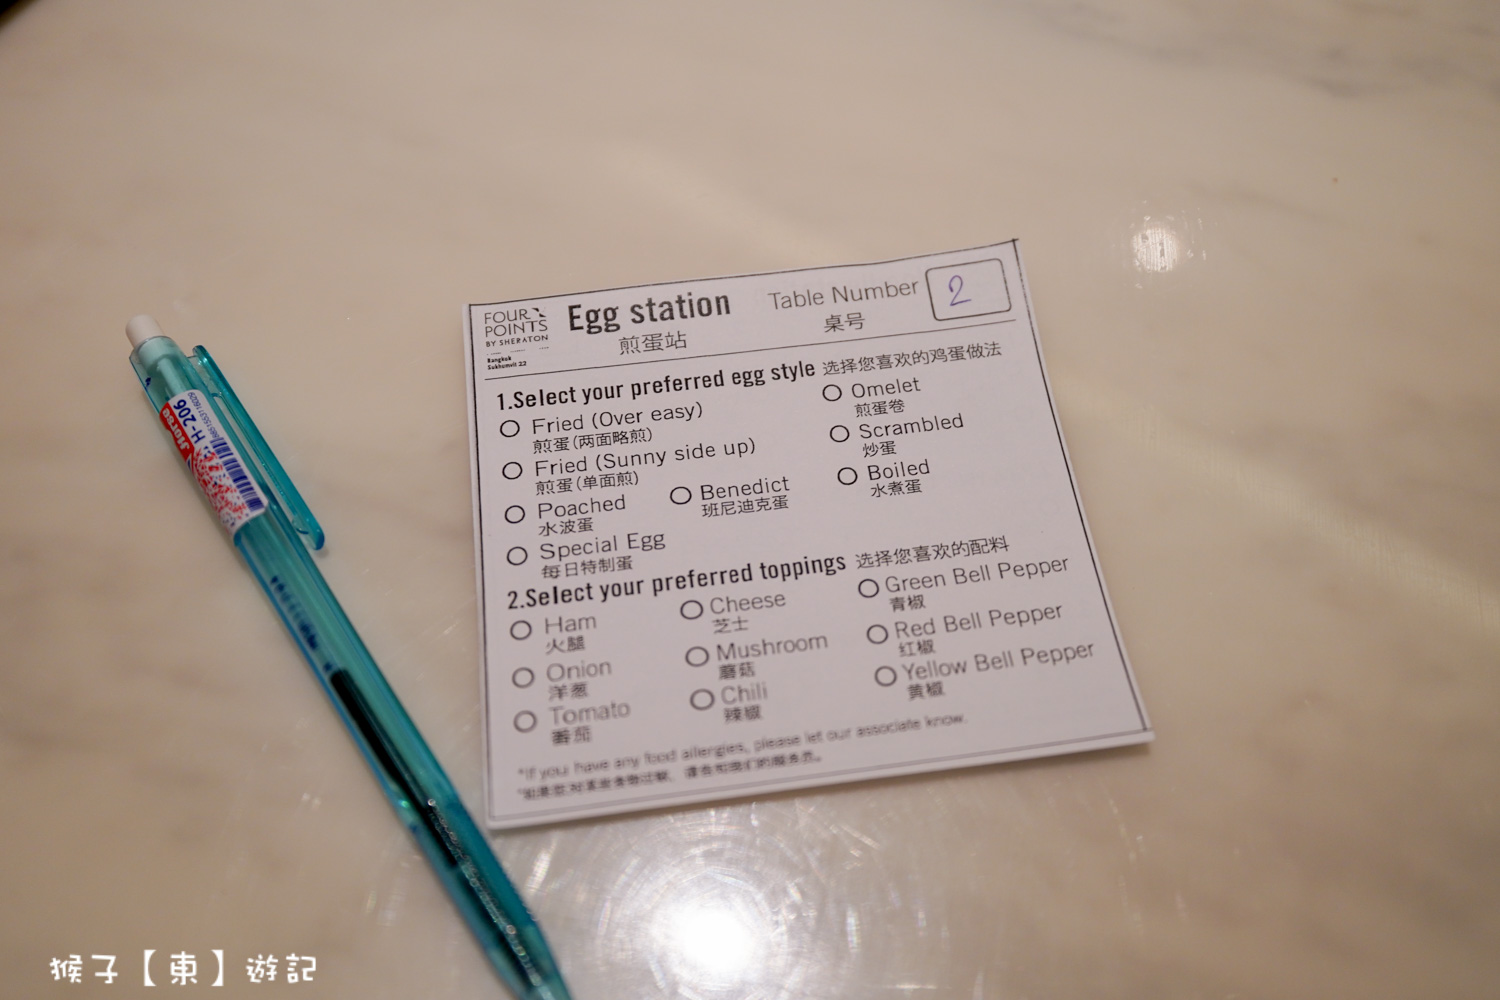 FOUR
POINTS
BY SHERATON
Bangkok
Sukhumvit 22
Egg station
煎蛋站
Table Number
桌号
2
1.Select your preferred egg style 选择您喜欢的鸡蛋做法
Fried (Over easy)
煎蛋(两面略煎)
Omelet
煎蛋卷
Fried (Sunny side up)
煎蛋(单面煎)
Scrambled
炒蛋
Poached
水波蛋
Benedict
班尼迪克蛋
Boiled
水煮蛋
Special Egg
每日特制蛋
2.Select your preferred toppings 选择您喜欢的配料
Ham
火腿
Cheese
芝士
Green Bell Pepper
青椒
Onion
洋葱
Mushroom
蘑菇
Red Bell Pepper
红椒
Tomato
番茄
Chili
辣椒
Yellow Bell Pepper
黄椒
*If you have any food allergies, please let our associate know.
Horse
H-206
猴子【東】遊記